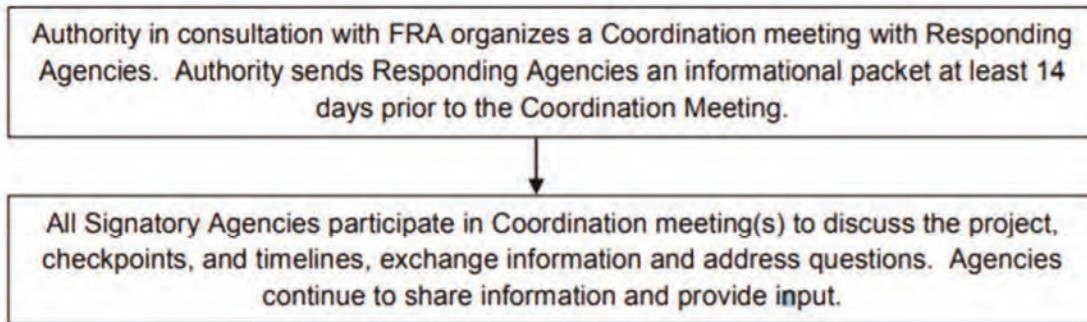 Authority in consultation with FRA organizes a Coordination meeting with Responding
Agencies. Authority sends Responding Agencies an informational packet at least 14
days prior to the Coordination Meeting.
All Signatory Agencies participate in Coordination meeting(s) to discuss the project,
checkpoints, and timelines, exchange information and address questions. Agencies
continue to share information and provide input.